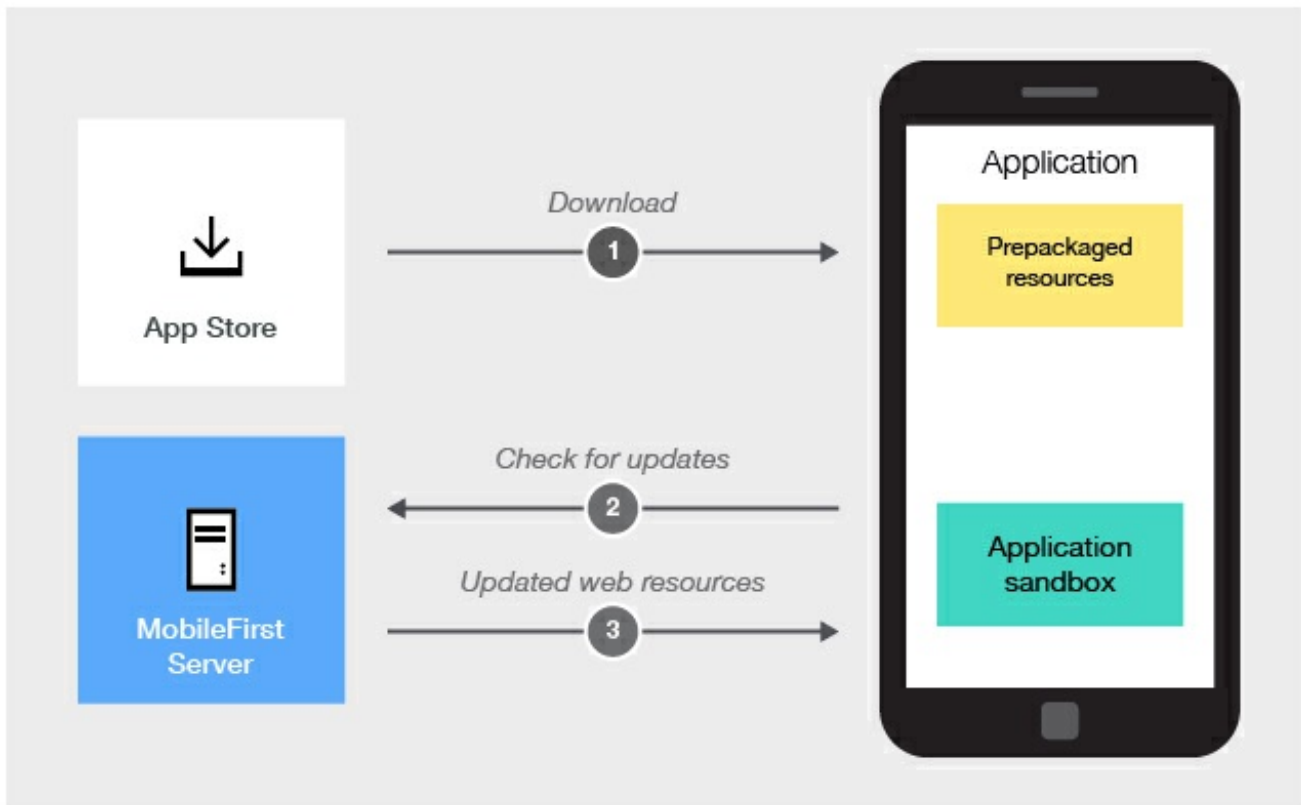 App Store
Download
1
Application
Prepackaged
resources
MobileFirst
Server
Check for updates
2
Updated web resources
3
Application
sandbox